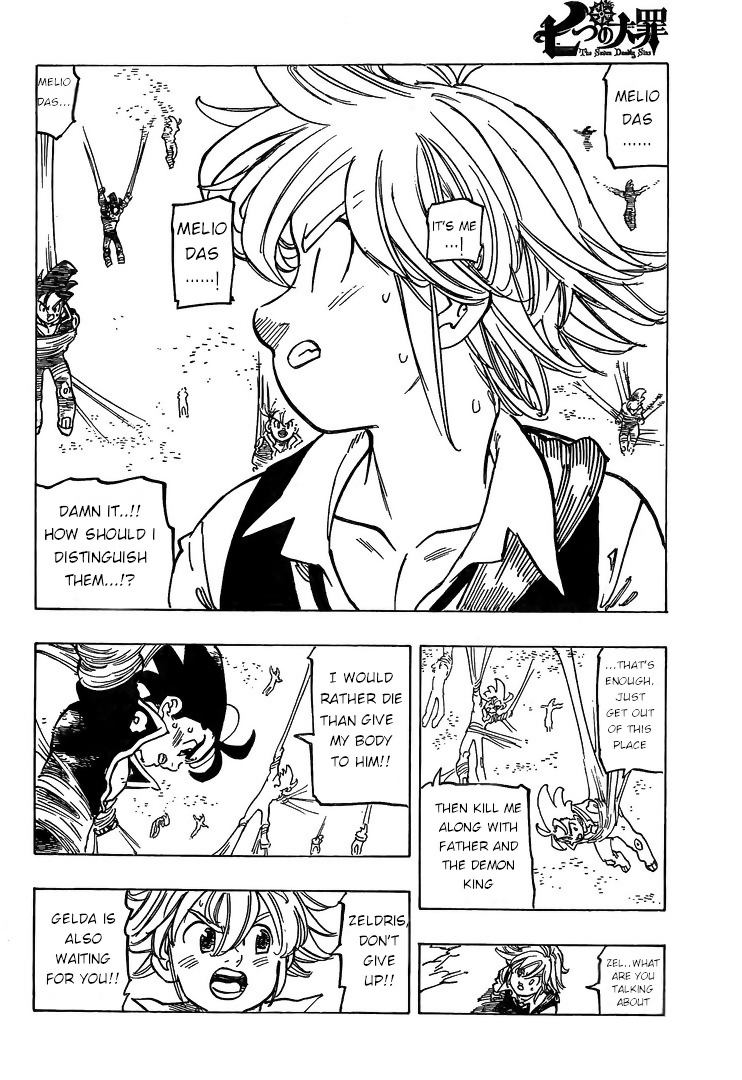 七つの大罪
The Seven Deadly Sins
MELIO
DAS
......
IT'S ME
...!
MELIO
DAS
......!
MELIO
DAS...
DAMN IT..!!
HOW SHOULD I
DISTINGUISH
THEM...!?
...THAT'S
ENOUGH.
JUST
GET OUT
OF THIS
PLACE
THEN KILL ME
ALONG WITH
FATHER AND
THE DEMON
KING
ZEL..WHAT
ARE YOU
TALKING
ABOUT
I WOULD
RATHER DIE
THAN GIVE
MY BODY
TO HIM!!
ZELDRIS,
DON'T
GIVE
UP!!
GELDA IS
ALSO
WAITING
FOR YOU!!